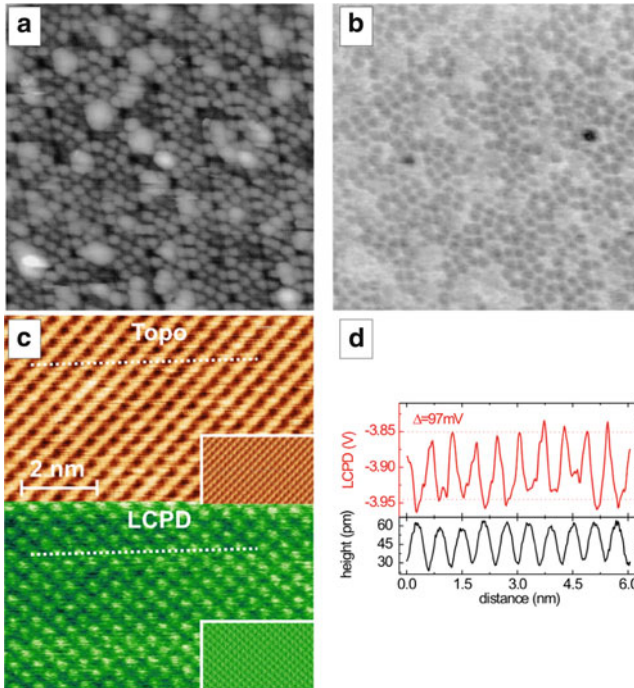 a
b
c
Topo
2 nm
LCPD
d
Δ=97mV
-3.85
-3.90
-3.95
LCPD (V)
60
45
30
height (pm)
0.0 1.5 3.0 4.5 6.0
distance (nm)